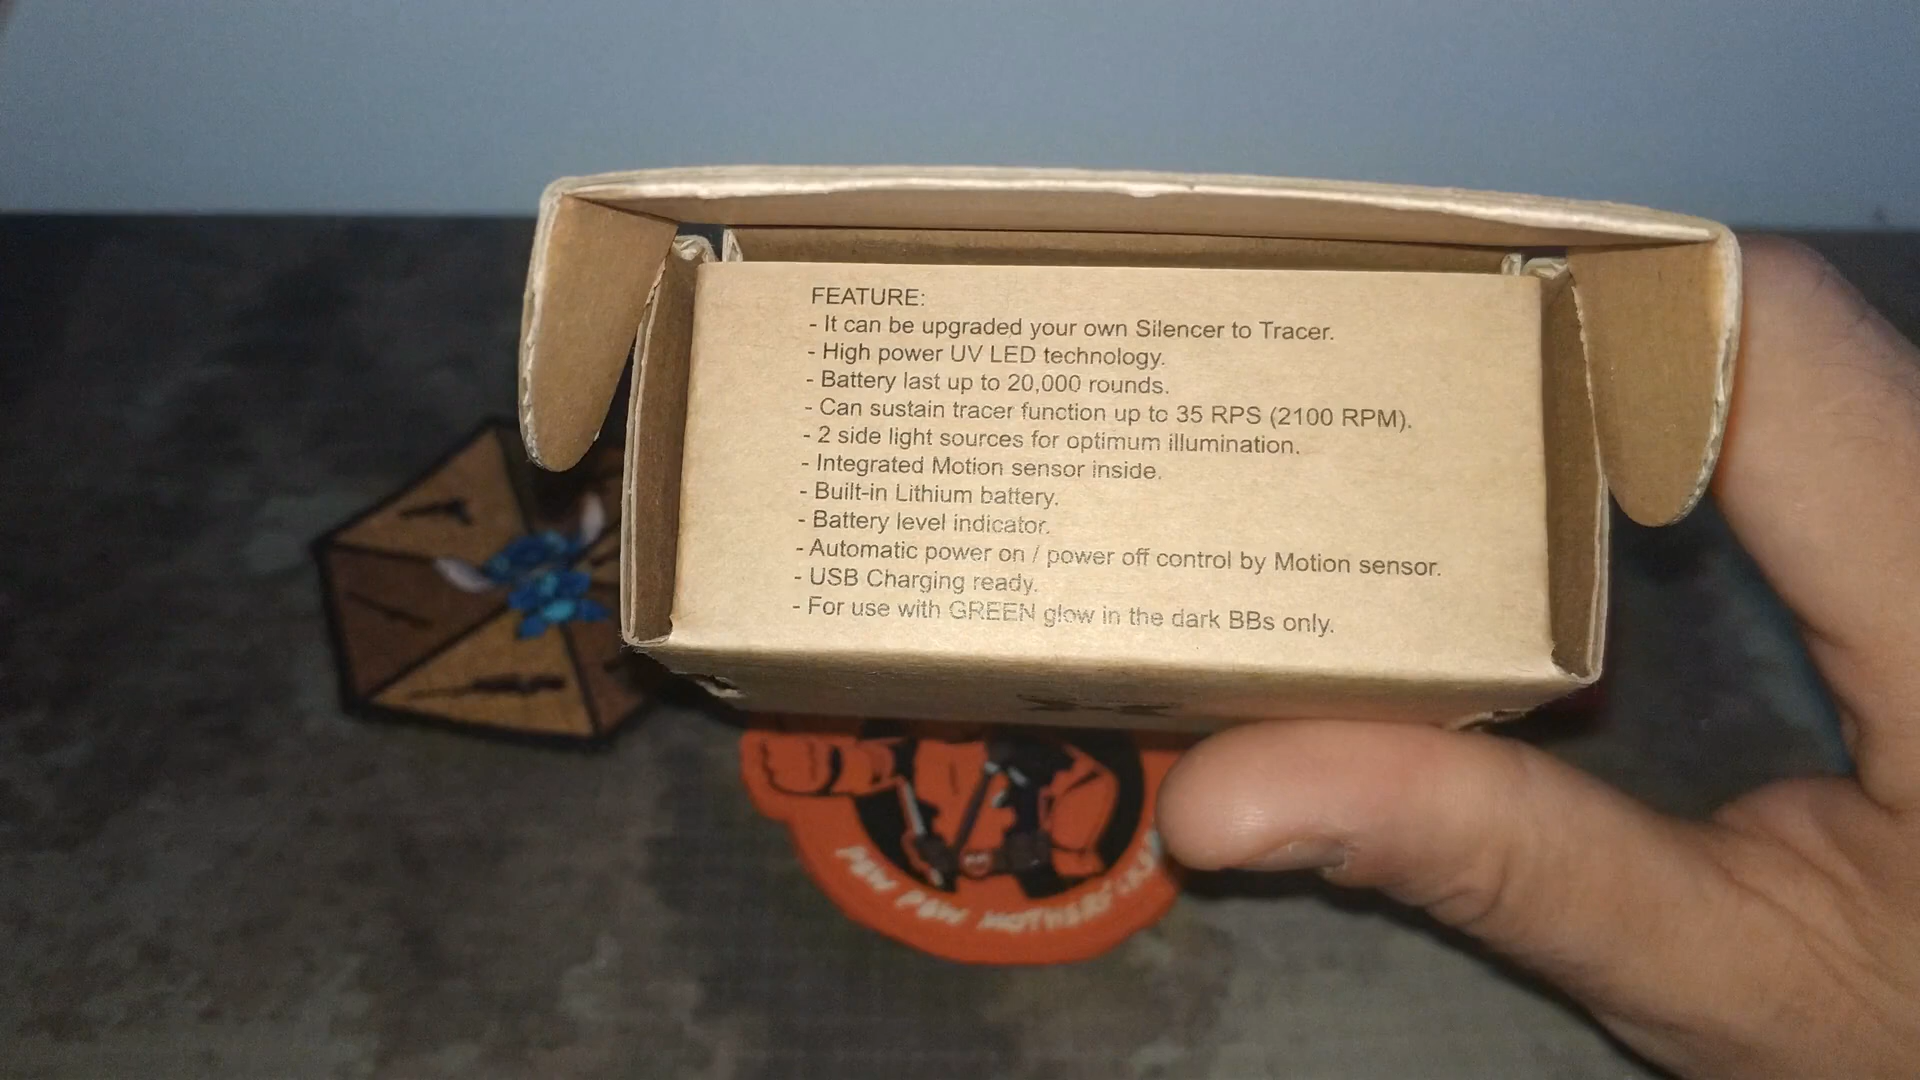 FEATURE:
- It can be upgraded your own Silencer to Tracer.
- High power UV LED technology.
- Battery last up to 20,000 rounds.
- Can sustain tracer function up to 35 RPS (2100 RPM).
- 2 side light sources for optimum illumination.
- Integrated Motion sensor inside.
- Built-in Lithium battery.
- Battery level indicator.
- Automatic power on / power off control by Motion sensor.
- USB Charging ready.
- For use with GREEN glow in the dark BBs only.
PEW PEW